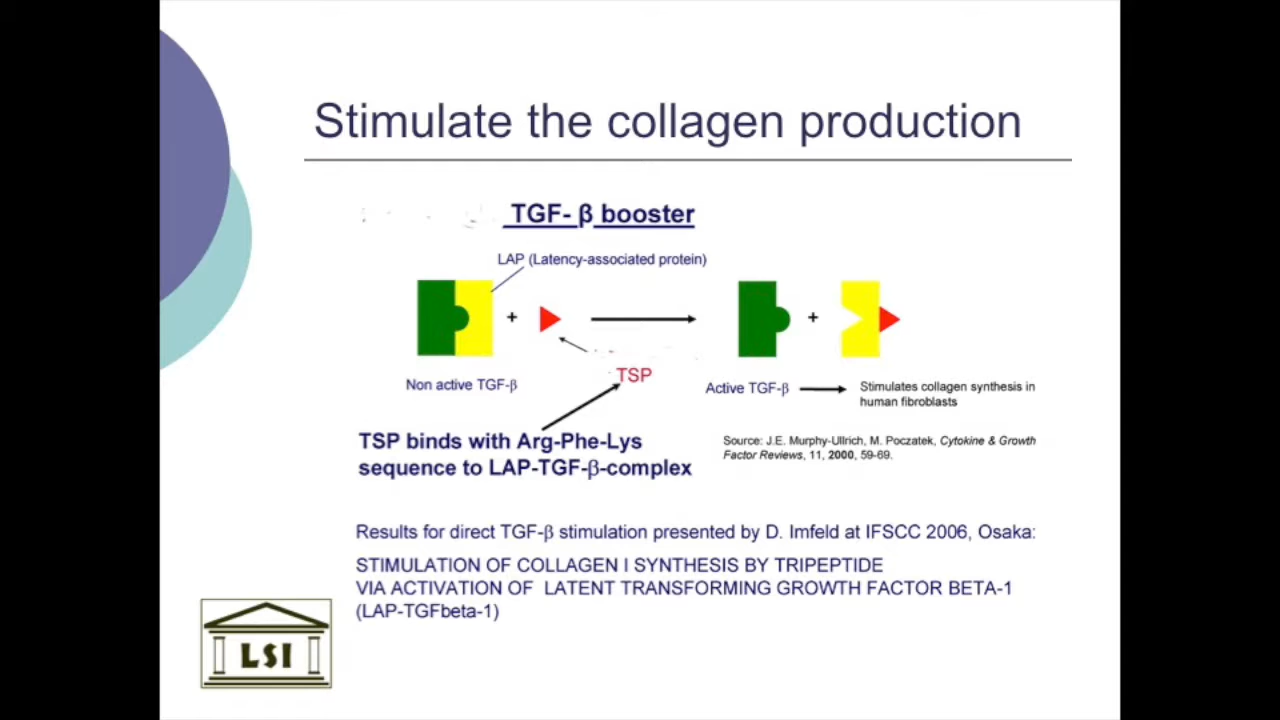 Stimulate the collagen production
TGF- β booster
LAP (Latency-associated protein)
+
+
TSP
Non active TGF-β
Active TGF-β
Stimulates collagen synthesis in
human fibroblasts
TSP binds with Arg-Phe-Lys
sequence to LAP-TGF-β-complex
Source: J.E. Murphy-Ullrich, M. Poczatek, Cytokine & Growth
Factor Reviews, 11, 2000, 59-69.
Results for direct TGF-β stimulation presented by D. Imfeld at IFSCC 2006, Osaka:
STIMULATION OF COLLAGEN I SYNTHESIS BY TRIPEPTIDE
VIA ACTIVATION OF LATENT TRANSFORMING GROWTH FACTOR BETA-1
(LAP-TGFbeta-1)
LSI